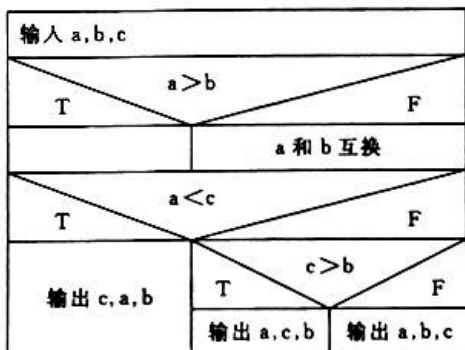 输入 a,b,c
a>b
T F
a 和 b 互换
a<c
T F
c>b
输出 c,a,b
T F
输出 a,c,b 输出 a,b,c